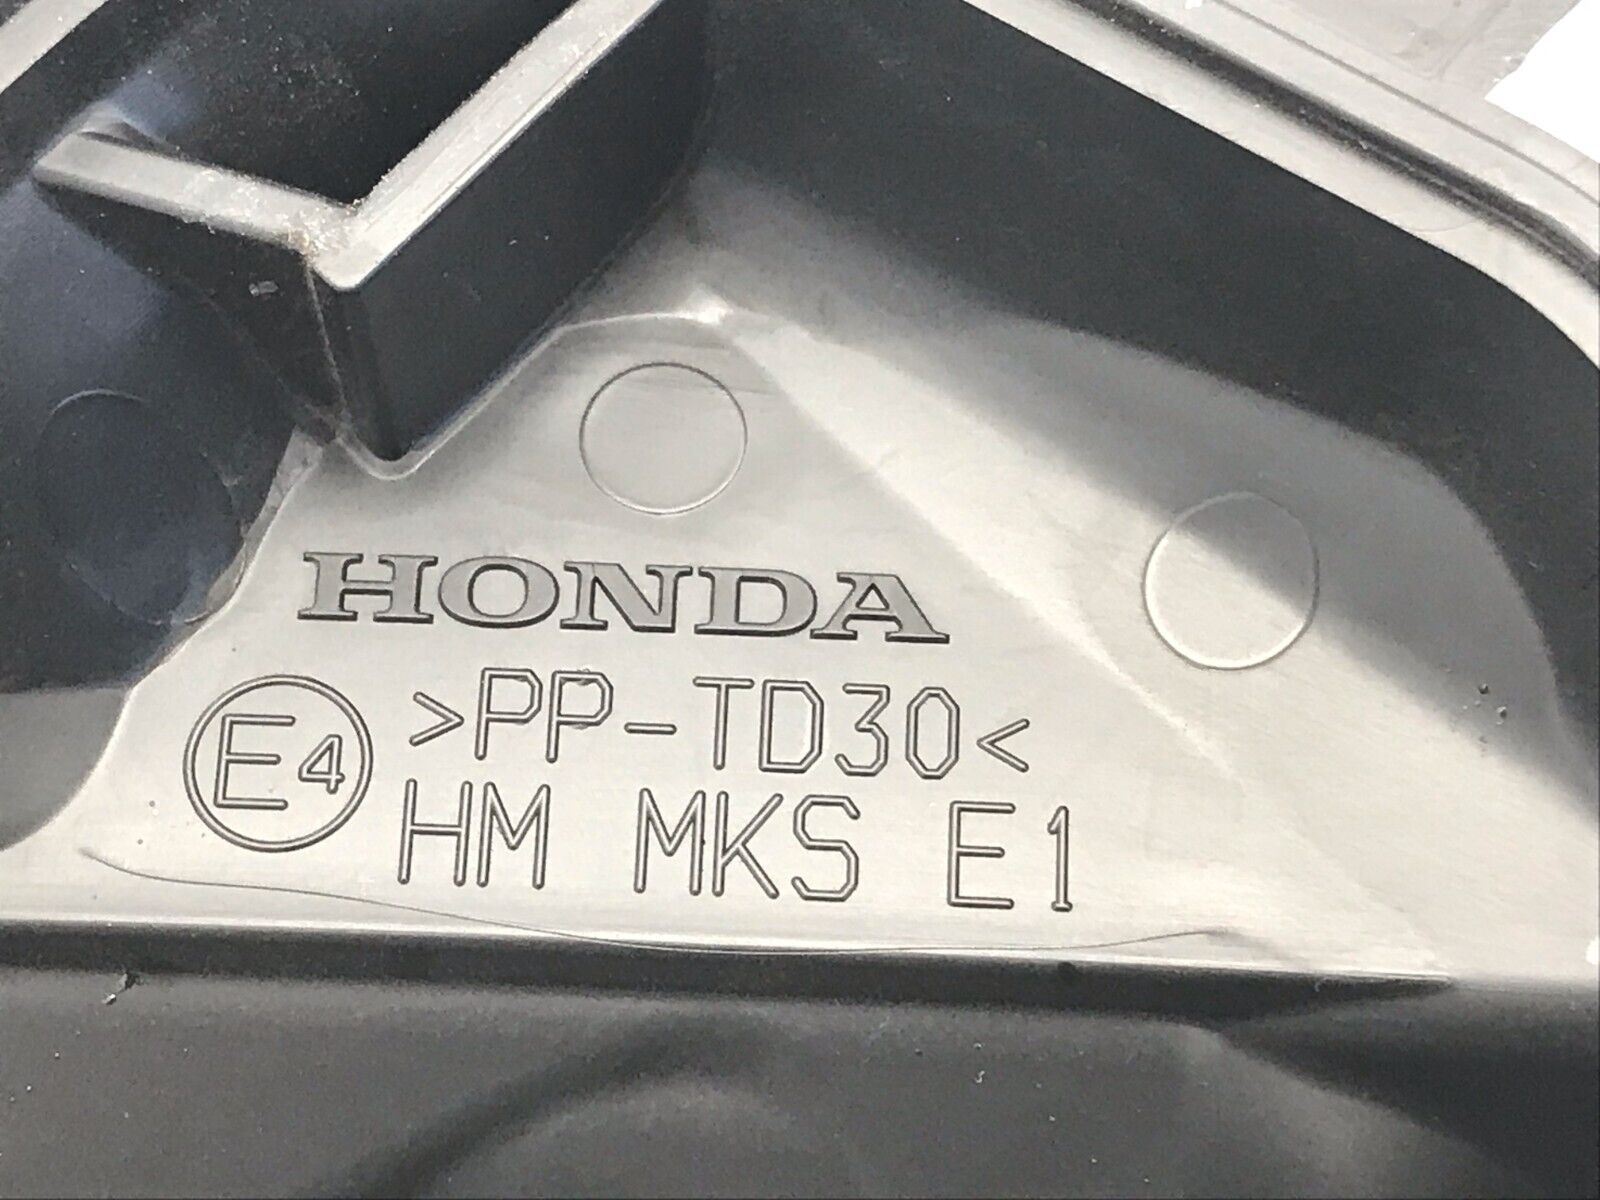 HONDA
E4 >PP-TD30<
HM MKS E1